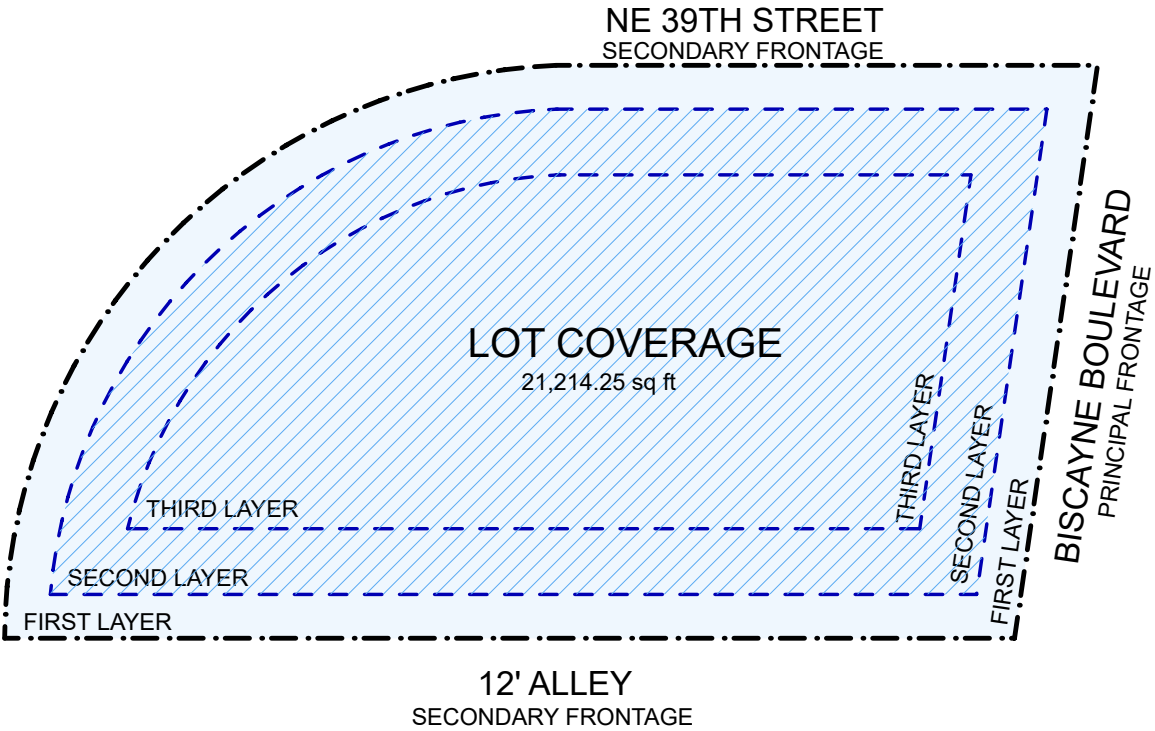 NE 39TH STREET
SECONDARY FRONTAGE
BISCAYNE BOULEVARD
PRINCIPAL FRONTAGE
LOT COVERAGE
21,214.25 sq ft
THIRD LAYER
THIRD LAYER
SECOND LAYER
SECOND LAYER
FIRST LAYER
FIRST LAYER
12' ALLEY
SECONDARY FRONTAGE